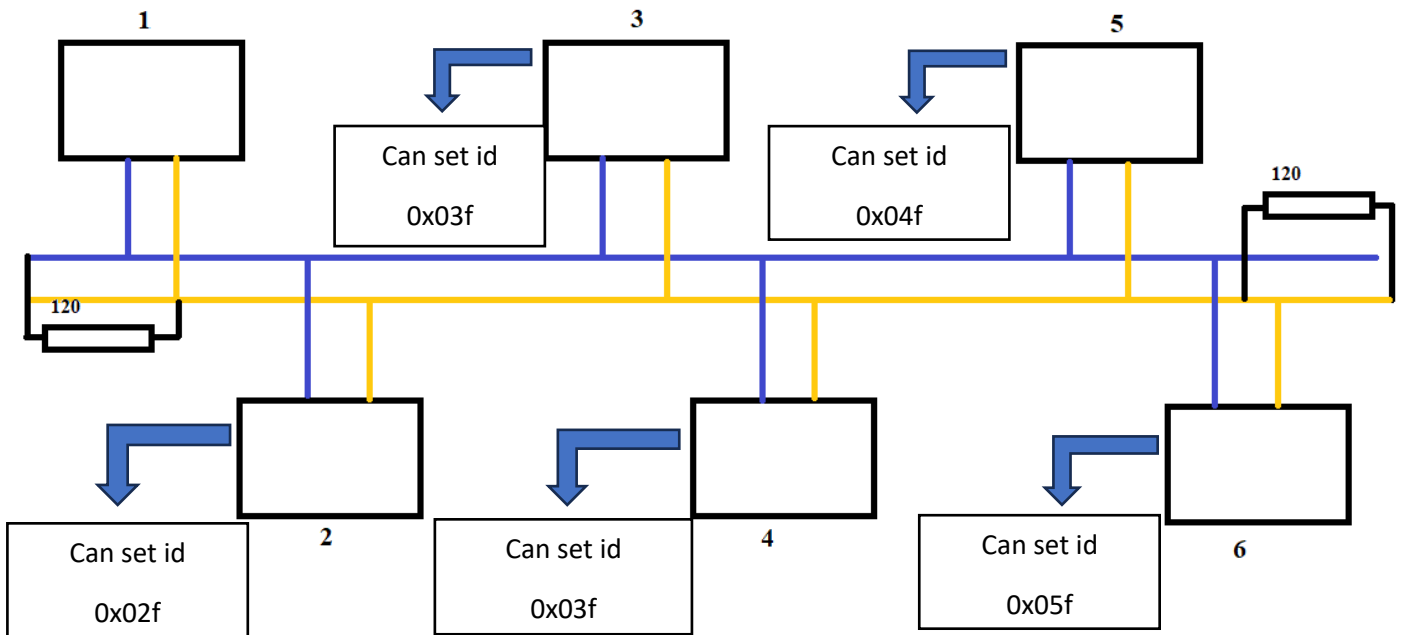 1
3
5
Can set id
0x03f
Can set id
0x04f
120
120
Can set id
0x02f
2
Can set id
0x03f
4
Can set id
0x05f
6